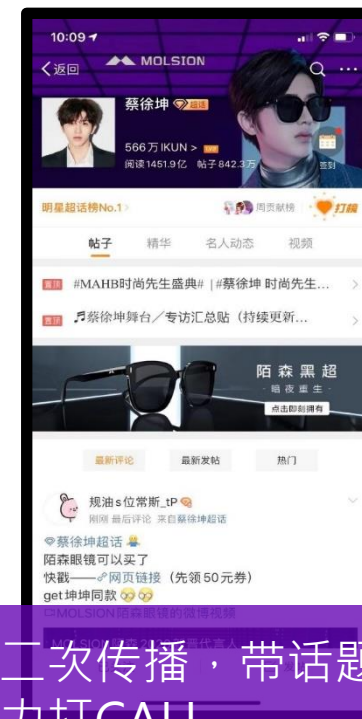 10:09
返回
MOLSION
蔡徐坤 超话
566万 IKUN >
阅读1451.9亿 帖子842.3万
签到
明星超话榜No.1 >
周贡献榜
打榜
帖子 精华 名人动态 视频
置顶 #MAHB时尚先生盛典# | #蔡徐坤 时尚先生...
置顶 蔡徐坤舞台／专访汇总贴（持续更新...
陌森黑超
·暗夜重生·
点击即刻拥有
最新评论 最新发帖 热门
规油s位常斯_tP
刚刚 最后评论 来自蔡徐坤超话
蔡徐坤超话
陌森眼镜可以买了
快戳——网页链接（先领50元券）
get坤坤同款
MOLSION陌森眼镜的微博视频
二次传播，带话题
力打CALL